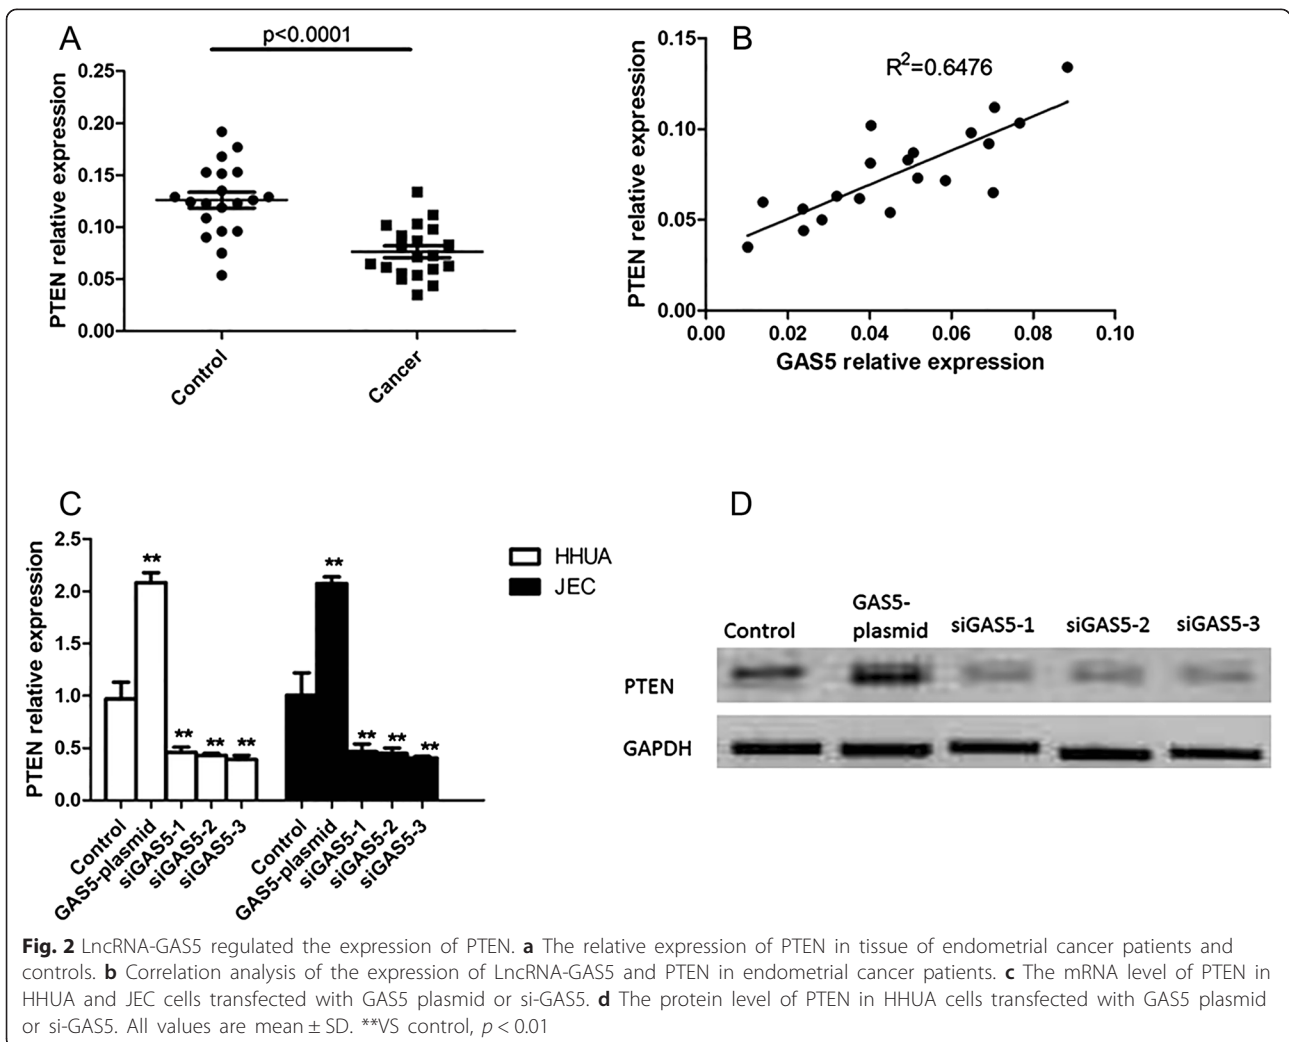 A
p<0.0001
PTEN relative expression
0.25
0.20
0.15
0.10
0.05
0.00
Control
Cancer
B
R²=0.6476
PTEN relative expression
0.15
0.10
0.05
0.00
0.00 0.02 0.04 0.06 0.08 0.10
GAS5 relative expression
C
PTEN relative expression
2.5
2.0
1.5
1.0
0.5
0.0
**
**
**
**
**
**
**
**
HHUA
JEC
Control
GAS5-plasmid
siGAS5-1
siGAS5-2
siGAS5-3
Control
GAS5-plasmid
siGAS5-1
siGAS5-2
siGAS5-3
D
Control
GAS5-
plasmid
siGAS5-1
siGAS5-2
siGAS5-3
PTEN
GAPDH
Fig. 2 LncRNA-GAS5 regulated the expression of PTEN. a The relative expression of PTEN in tissue of endometrial cancer patients and
controls. b Correlation analysis of the expression of LncRNA-GAS5 and PTEN in endometrial cancer patients. c The mRNA level of PTEN in
HHUA and JEC cells transfected with GAS5 plasmid or si-GAS5. d The protein level of PTEN in HHUA cells transfected with GAS5 plasmid
or si-GAS5. All values are mean ± SD. **VS control, p < 0.01